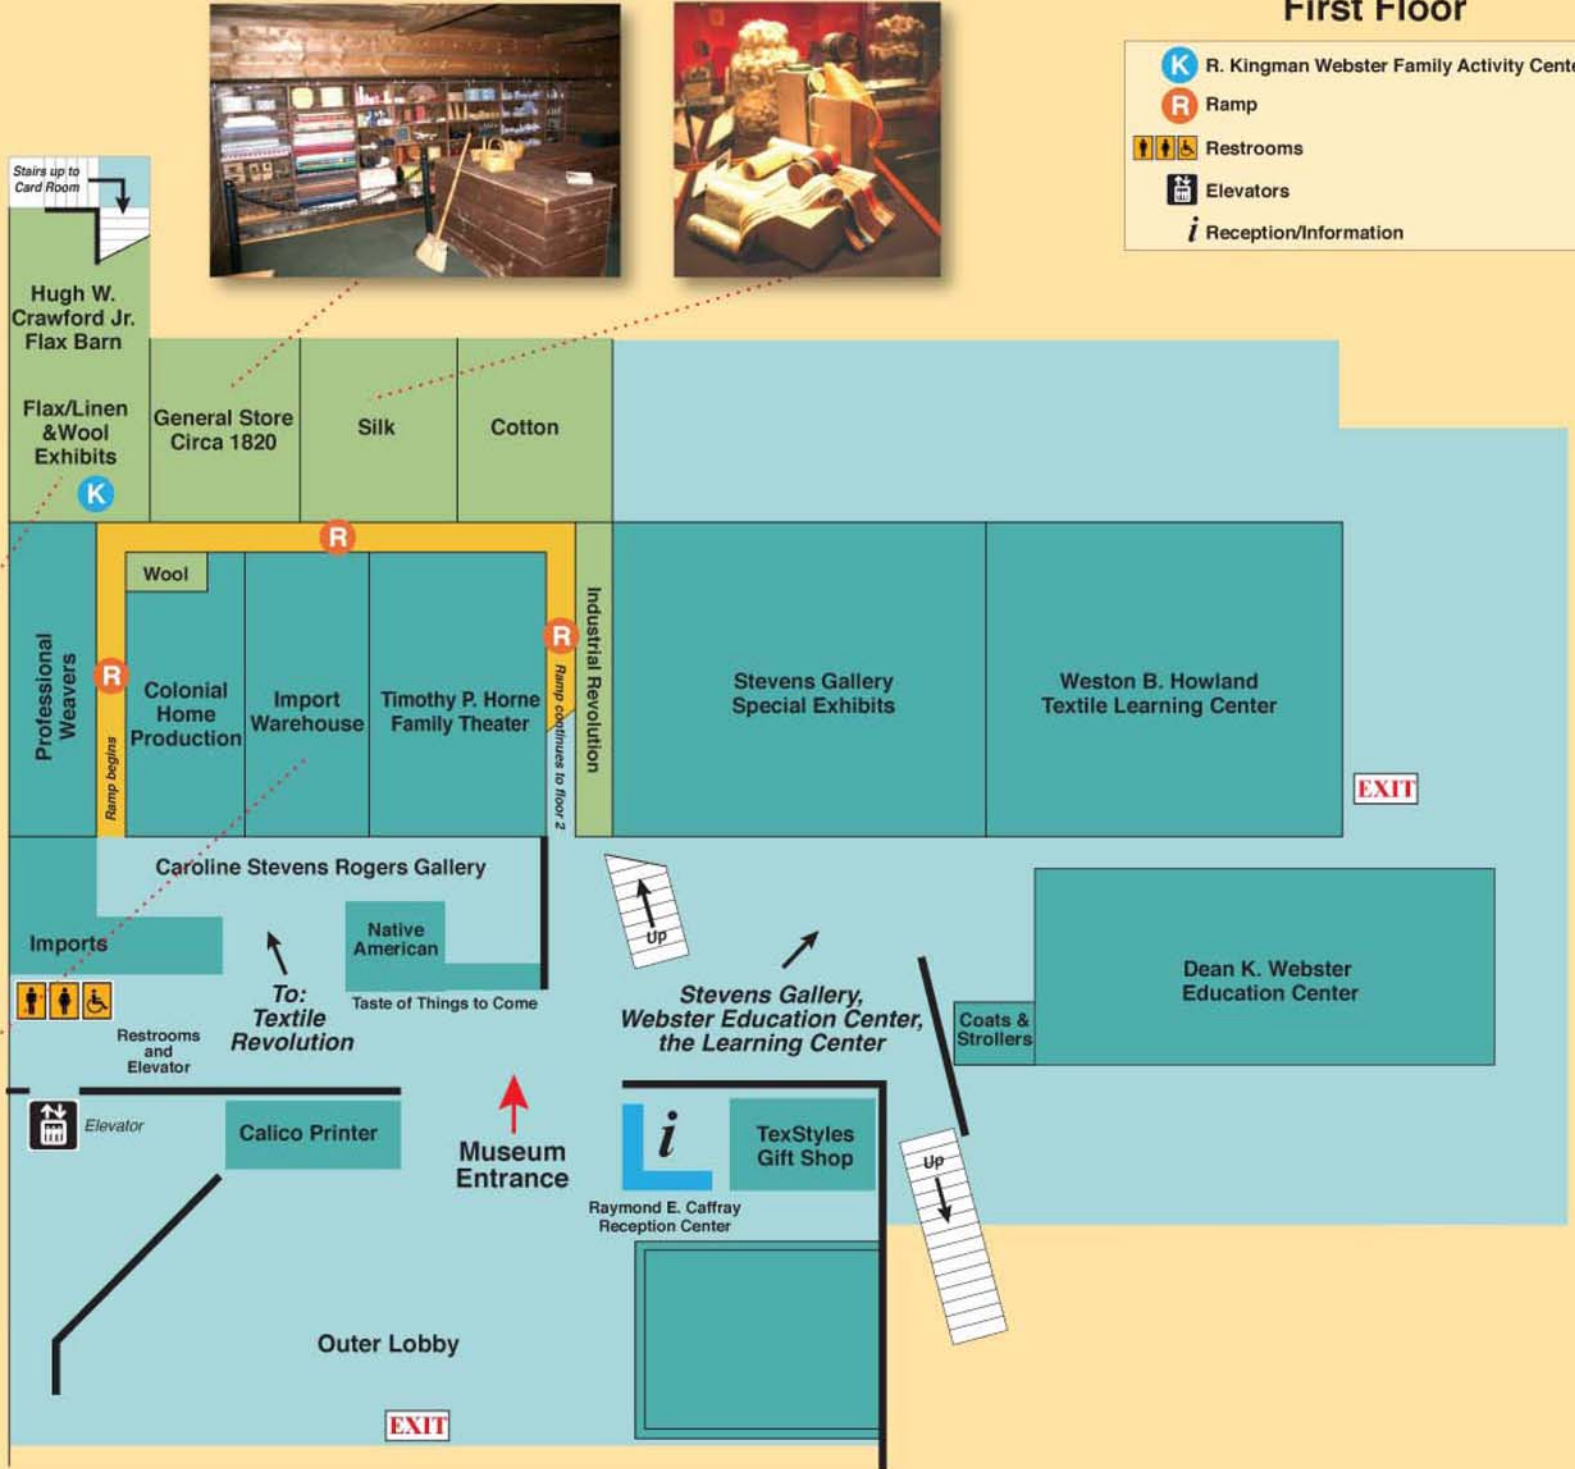 First Floor
K R. Kingman Webster Family Activity Cente
R Ramp
Restrooms
Elevators
i Reception/Information
Stairs up to
Card Room
Hugh W.
Crawford Jr.
Flax Barn
Flax/Linen
&Wool
Exhibits
K
General Store
Circa 1820
Silk
Cotton
R
Professional
Weavers
R
Ramp begins
Wool
Colonial
Home
Production
Import
Warehouse
Timothy P. Horne
Family Theater
R
Ramp continues to floor 2
Industrial Revolution
Stevens Gallery
Special Exhibits
Weston B. Howland
Textile Learning Center
EXIT
Caroline Stevens Rogers Gallery
Imports
Native
American
Taste of Things to Come
To:
Textile
Revolution
Restrooms
and
Elevator
Up
Stevens Gallery,
Webster Education Center,
the Learning Center
Coats &
Strollers
Dean K. Webster
Education Center
Elevator
Calico Printer
Museum
Entrance
i
Raymond E. Caffray
Reception Center
TexStyles
Gift Shop
Up
Outer Lobby
EXIT